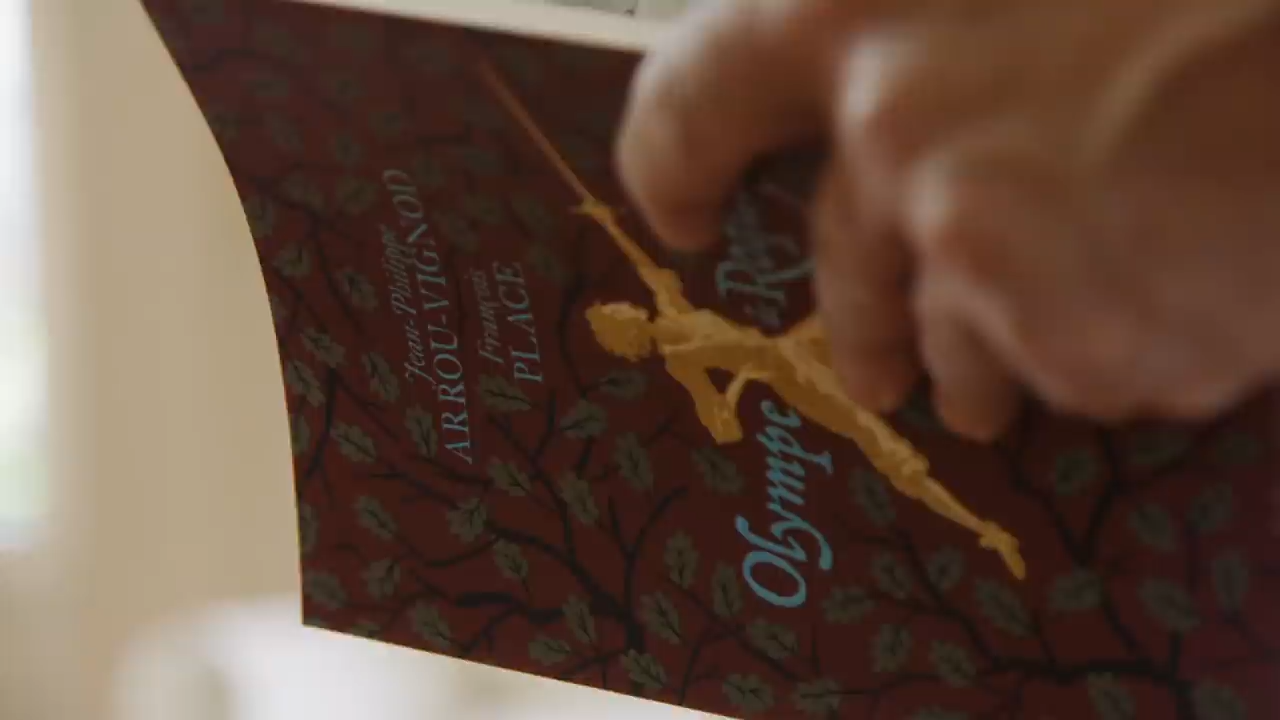 Jean-Philippe
ARROU-VIGNOD
François
PLACE
Olympe